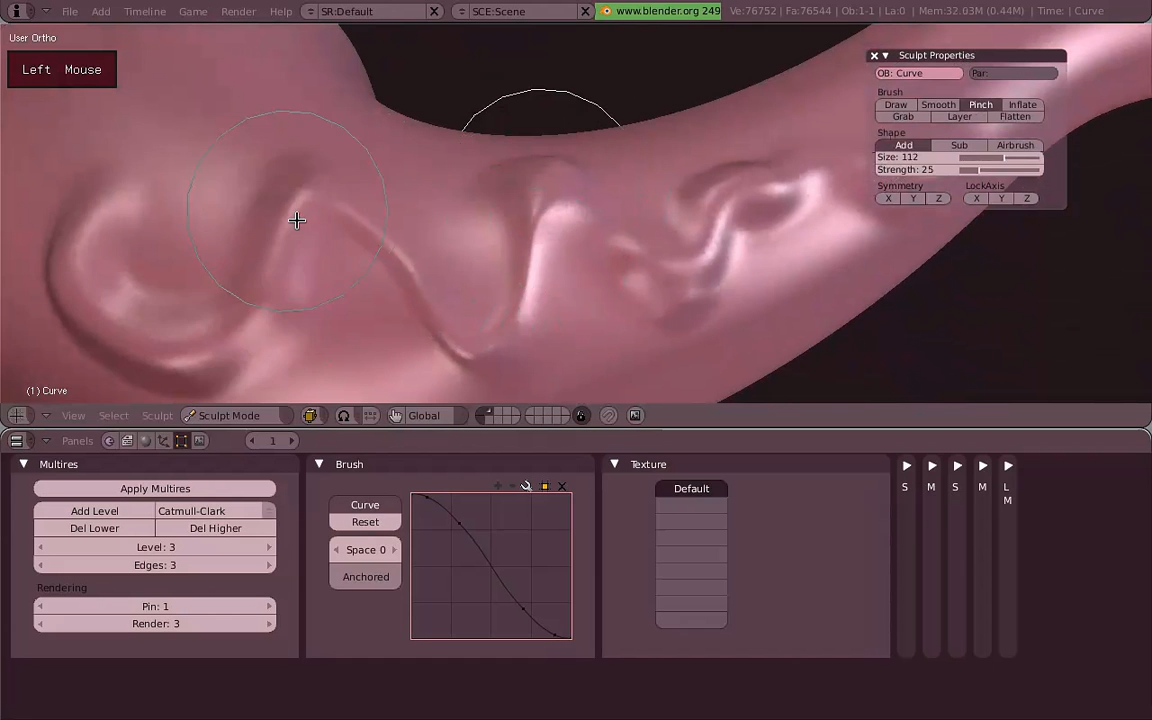 File Add Timeline Game Render Help SR:Default SCE:Scene www.blender.org 249 Ve:76752 | Fa:76544 | Ob:1-1 | La:0 | Mem:32.03M (0.44M) | Time: | Curve
User Ortho
Left Mouse
Sculpt Properties
OB: Curve Par:
Brush
Draw Smooth Pinch Inflate
Grab Layer Flatten
Shape
Add Sub Airbrush
Size: 112
Strength: 25
Symmetry LockAxis
X Y Z X Y Z
(1) Curve
View Select Sculpt Sculpt Mode Global
Panels 1
Multires
Apply Multires
Add Level Catmull-Clark
Del Lower Del Higher
Level: 3
Edges: 3
Rendering
Pin: 1
Render: 3
Brush
Curve
Reset
Space 0
Anchored
Texture
Default
S M S M L
M